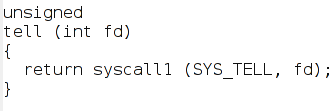 unsigned
tell (int fd)
{
  return syscall1 (SYS_TELL, fd);
}